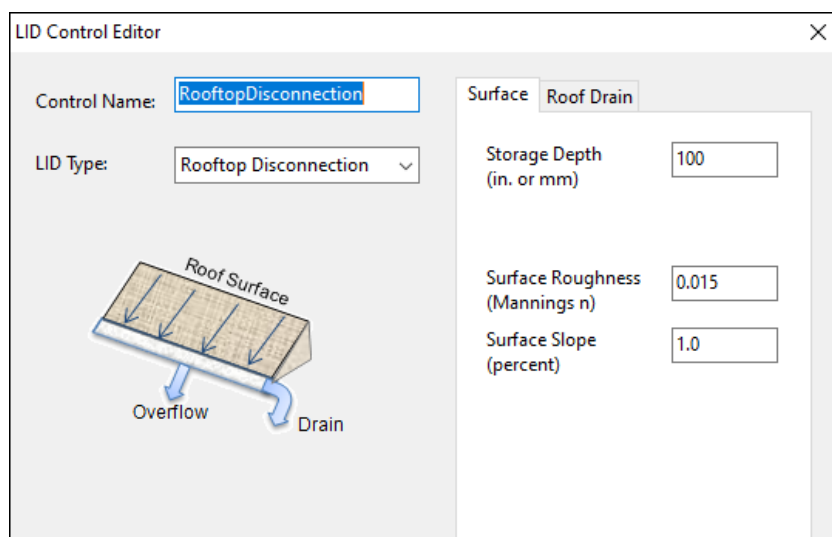 LID Control Editor
Control Name:
RooftopDisconnection
LID Type:
Rooftop Disconnection
Roof Surface
Overflow
Drain
Surface
Roof Drain
Storage Depth
(in. or mm)
100
Surface Roughness
(Mannings n)
0.015
Surface Slope
(percent)
1.0